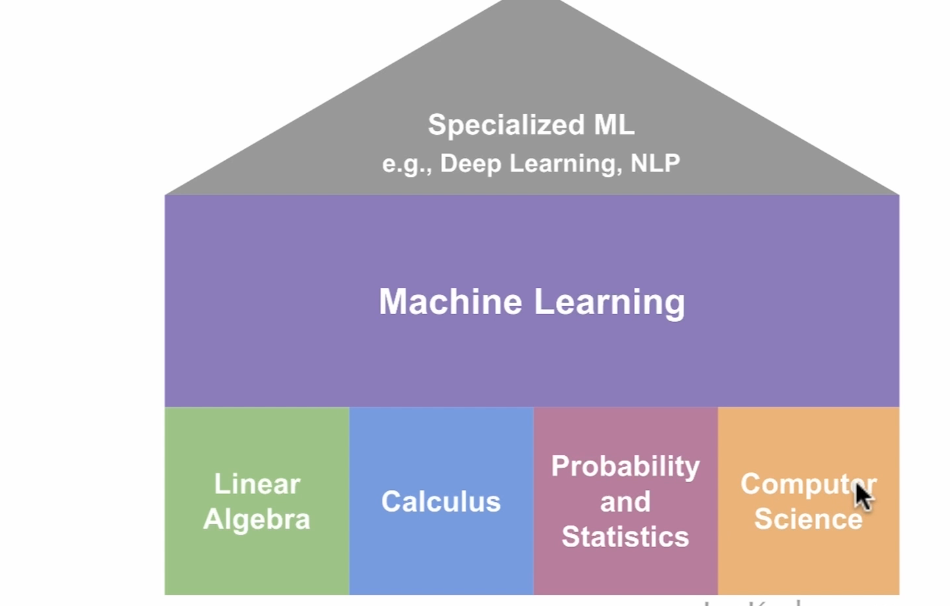 Specialized ML
e.g., Deep Learning, NLP
Machine Learning
Linear
Algebra
Calculus
Probability
and
Statistics
Computer
Science